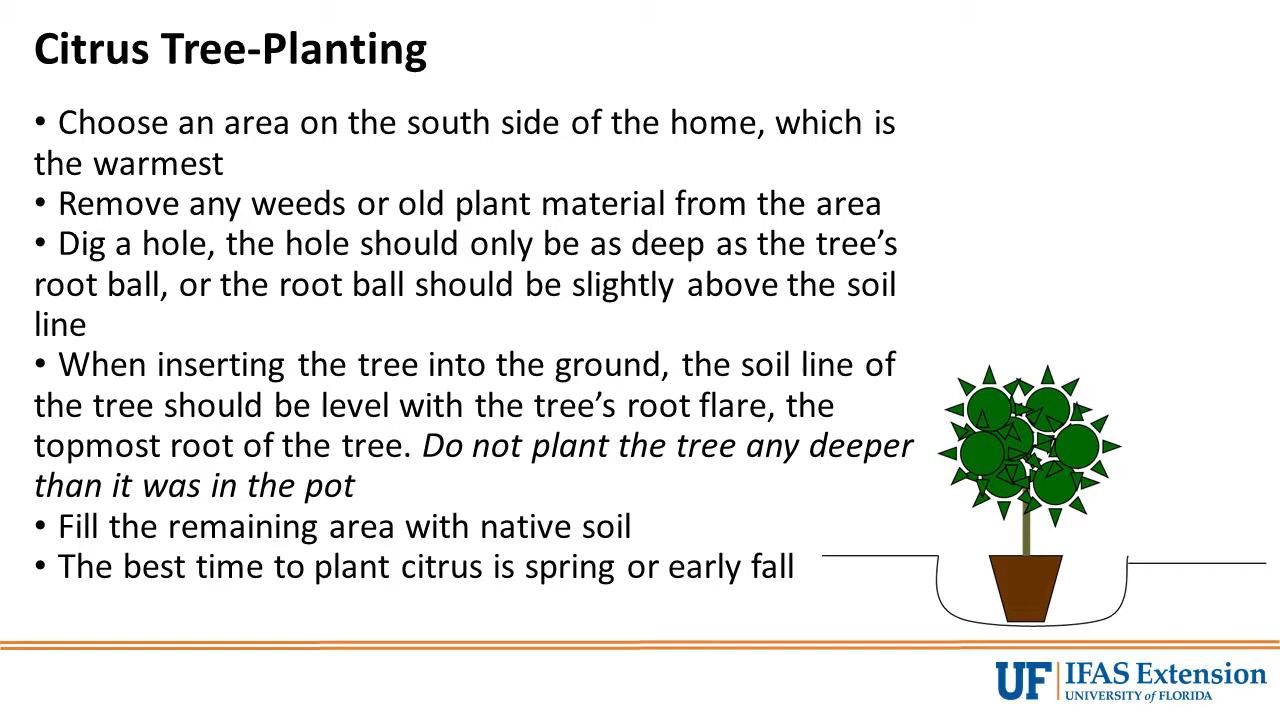 Citrus Tree-Planting
• Choose an area on the south side of the home, which is
the warmest
• Remove any weeds or old plant material from the area
• Dig a hole, the hole should only be as deep as the tree’s
root ball, or the root ball should be slightly above the soil
line
• When inserting the tree into the ground, the soil line of
the tree should be level with the tree’s root flare, the
topmost root of the tree. Do not plant the tree any deeper
than it was in the pot
• Fill the remaining area with native soil
• The best time to plant citrus is spring or early fall
UF IFAS Extension
UNIVERSITY of FLORIDA